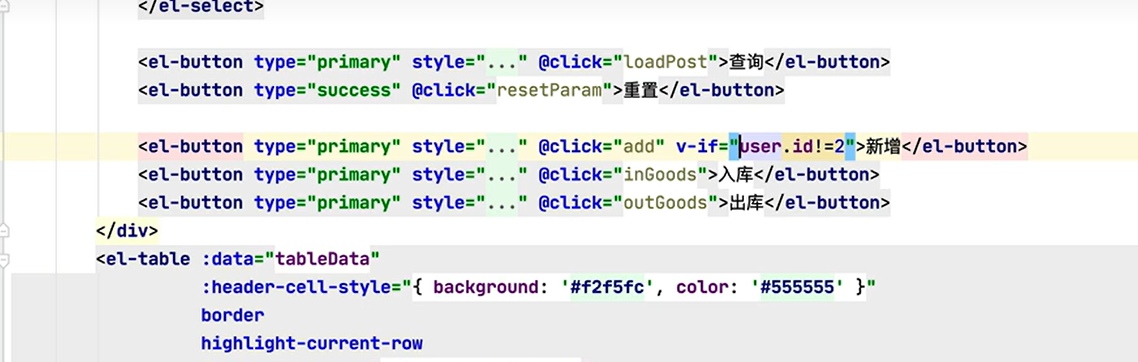 </el-select>
<el-button type="primary" style="..." @click="loadPost">查询</el-button>
<el-button type="success" @click="resetParam">重置</el-button>
<el-button type="primary" style="..." @click="add" v-if="user.id!=2">新增</el-button>
<el-button type="primary" style="..." @click="inGoods">入库</el-button>
<el-button type="primary" style="..." @click="outGoods">出库</el-button>
</div>
<el-table :data="tableData"
:header-cell-style="{ background: '#f2f5fc', color: '#555555' }"
border
highlight-current-row